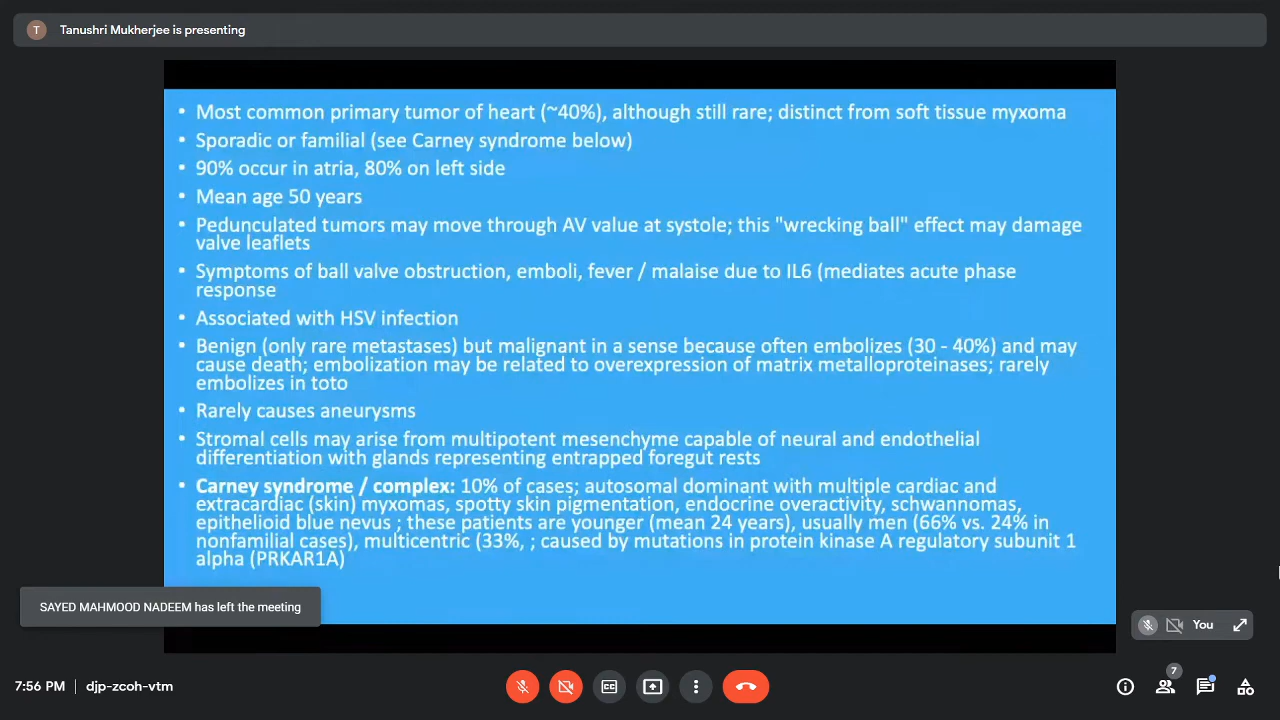 T
Tanushri Mukherjee is presenting
• Most common primary tumor of heart (~40%), although still rare; distinct from soft tissue myxoma
• Sporadic or familial (see Carney syndrome below)
• 90% occur in atria, 80% on left side
• Mean age 50 years
• Pedunculated tumors may move through AV value at systole; this "wrecking ball" effect may damage
valve leaflets
• Symptoms of ball valve obstruction, emboli, fever / malaise due to IL6 (mediates acute phase
response
• Associated with HSV infection
• Benign (only rare metastases) but malignant in a sense because often embolizes (30 - 40%) and may
cause death; embolization may be related to overexpression of matrix metalloproteinases; rarely
embolizes in toto
• Rarely causes aneurysms
• Stromal cells may arise from multipotent mesenchyme capable of neural and endothelial
differentiation with glands representing entrapped foregut rests
• Carney syndrome / complex: 10% of cases; autosomal dominant with multiple cardiac and
extracardiac (skin) myxomas, spotty skin pigmentation, endocrine overactivity, schwannomas,
epithelioid blue nevus ; these patients are younger (mean 24 years), usually men (66% vs. 24% in
nonfamilial cases), multicentric (33%, ; caused by mutations in protein kinase A regulatory subunit 1
alpha (PRKAR1A)
SAYED MAHMOOD NADEEM has left the meeting
You
7:56 PM | djp-zcoh-vtm
7